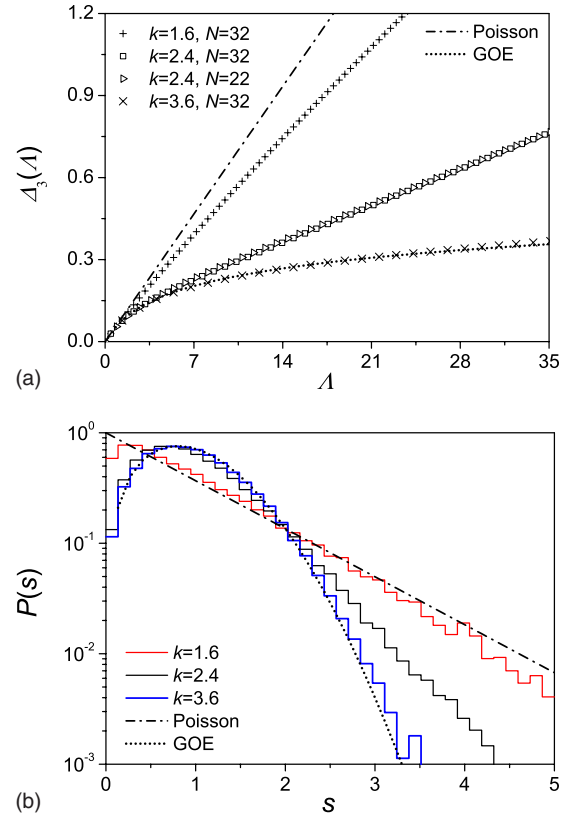 1.2
0.9
0.6
0.3
0.0
Δ₃(Λ)
k=1.6, N=32
k=2.4, N=32
k=2.4, N=22
k=3.6, N=32
Poisson
GOE
0 7 14 21 28 35
Λ
(a)
10⁰
10⁻¹
10⁻²
10⁻³
P(s)
k=1.6
k=2.4
k=3.6
Poisson
GOE
0 1 2 3 4 5
s
(b)